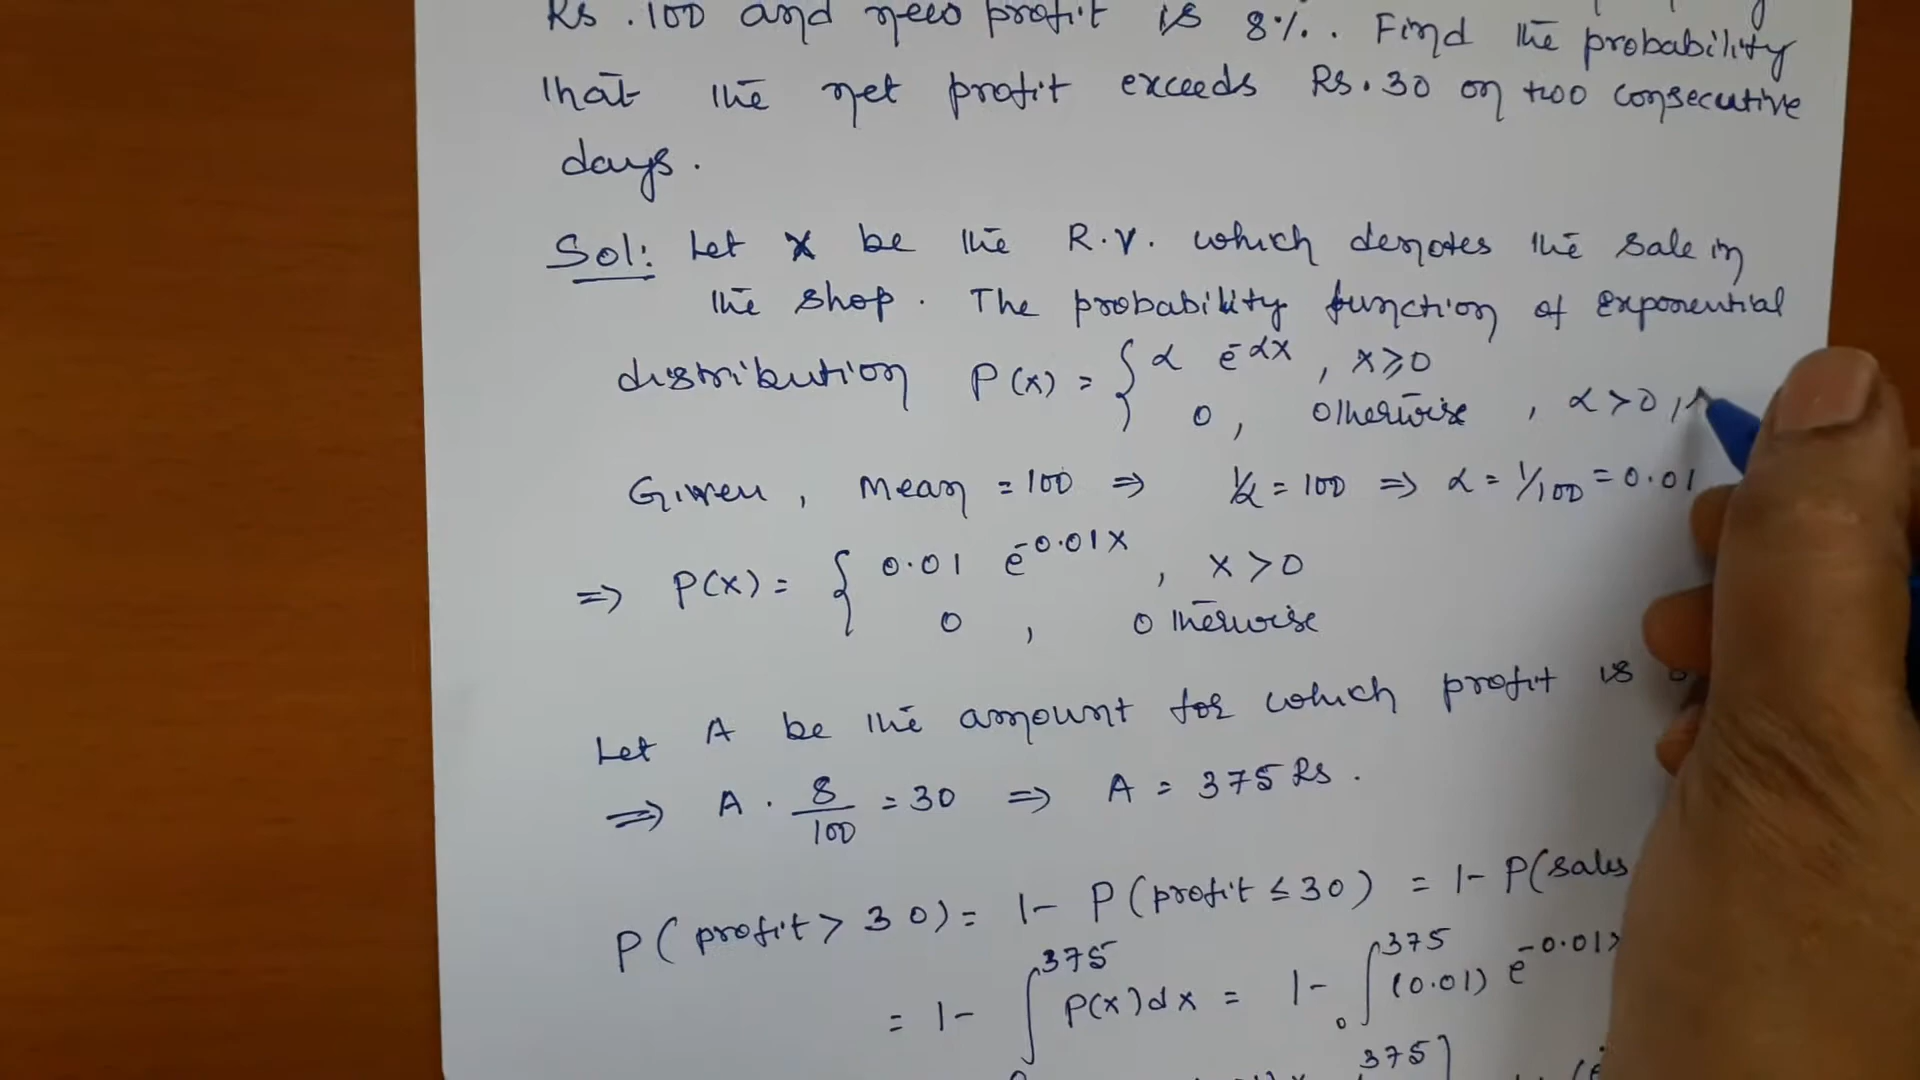 Rs. 100 and new profit is 8%. Find the probability
that the net profit exceeds Rs. 30 on two consecutive
days.
Sol: Let X be the R.V. which denotes the sale in
the shop. The probability function of exponential
distribution P(x) = { α e^-αx , x ≥ 0
0 , otherwise , α > 0,
Given, Mean = 100 ⇒ 1/α = 100 ⇒ α = 1/100 = 0.01
⇒ P(x) = { 0.01 e^-0.01x , x > 0
0 , otherwise
Let A be the amount for which profit is
⇒ A · 8/100 = 30 ⇒ A = 375 Rs.
P(profit > 30) = 1- P(profit ≤ 30) = 1- P(sales
= 1- ∫ 375 P(x)dx = 1- ∫ 0 375 (0.01) e^-0.01x
375]